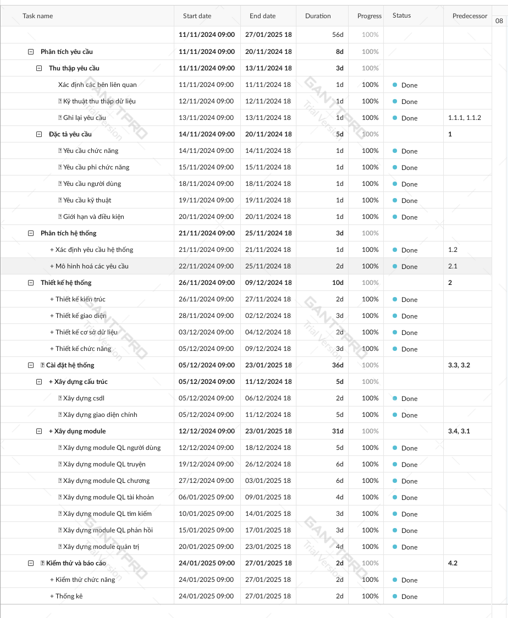 Task name Start date End date Duration Progress Status Predecessor 08
11/11/2024 09:00 27/01/2025 18 56d 100%
Phân tích yêu cầu 11/11/2024 09:00 20/11/2024 18 8d 100%
Thu thập yêu cầu 11/11/2024 09:00 13/11/2024 18 3d 100%
Xác định các bên liên quan 11/11/2024 09:00 11/11/2024 18 1d 100% Done
Kỹ thuật thu thập dữ liệu 12/11/2024 09:00 12/11/2024 18 1d 100% Done
Ghi lại yêu cầu 13/11/2024 09:00 13/11/2024 18 1d 100% Done 1.1.1, 1.1.2
Đặc tả yêu cầu 14/11/2024 09:00 20/11/2024 18 5d 100% 1
Yêu cầu chức năng 14/11/2024 09:00 14/11/2024 18 1d 100% Done
Yêu cầu phi chức năng 15/11/2024 09:00 15/11/2024 18 1d 100% Done
Yêu cầu người dùng 18/11/2024 09:00 18/11/2024 18 1d 100% Done
Yêu cầu kỹ thuật 19/11/2024 09:00 19/11/2024 18 1d 100% Done
Giới hạn và điều kiện 20/11/2024 09:00 20/11/2024 18 1d 100% Done
Phân tích hệ thống 21/11/2024 09:00 25/11/2024 18 3d 100%
+ Xác định yêu cầu hệ thống 21/11/2024 09:00 21/11/2024 18 1d 100% Done 1.2
+ Mô hình hoá các yêu cầu 22/11/2024 09:00 25/11/2024 18 2d 100% Done 2.1
Thiết kế hệ thống 26/11/2024 09:00 09/12/2024 18 10d 100% 2
+ Thiết kế kiến trúc 26/11/2024 09:00 27/11/2024 18 2d 100% Done
+ Thiết kế giao diện 28/11/2024 09:00 02/12/2024 18 3d 100% Done
+ Thiết kế cơ sở dữ liệu 03/12/2024 09:00 04/12/2024 18 2d 100% Done
+ Thiết kế chức năng 05/12/2024 09:00 09/12/2024 18 3d 100% Done
Cài đặt hệ thống 05/12/2024 09:00 23/01/2025 18 36d 100% 3.3, 3.2
+ Xây dựng cấu trúc 05/12/2024 09:00 11/12/2024 18 5d 100%
Xây dựng csdl 05/12/2024 09:00 06/12/2024 18 2d 100% Done
Xây dựng giao diện chính 05/12/2024 09:00 11/12/2024 18 5d 100% Done
+ Xây dựng module 12/12/2024 09:00 23/01/2025 18 31d 100% 3.4, 3.1
Xây dựng module QL người dùng 12/12/2024 09:00 18/12/2024 18 5d 100% Done
Xây dựng module QL truyện 19/12/2024 09:00 26/12/2024 18 6d 100% Done
Xây dựng module QL chương 27/12/2024 09:00 03/01/2025 18 6d 100% Done
Xây dựng module QL tài khoản 06/01/2025 09:00 09/01/2025 18 4d 100% Done
Xây dựng module QL tìm kiếm 10/01/2025 09:00 14/01/2025 18 3d 100% Done
Xây dựng module QL phản hồi 15/01/2025 09:00 17/01/2025 18 3d 100% Done
Xây dựng module quản trị 20/01/2025 09:00 23/01/2025 18 4d 100% Done
Kiểm thử và báo cáo 24/01/2025 09:00 27/01/2025 18 2d 100% 4.2
+ Kiểm thử chức năng 24/01/2025 09:00 27/01/2025 18 2d 100% Done
+ Thống kê 24/01/2025 09:00 27/01/2025 18 2d 100% Done
GANTTPRO
Trial Version
GANTTPRO
Trial Version
GANTTPRO
Trial Version
GANTTPRO
Trial Version
GANTTPRO
Trial Version
GANTTPRO
Trial Version